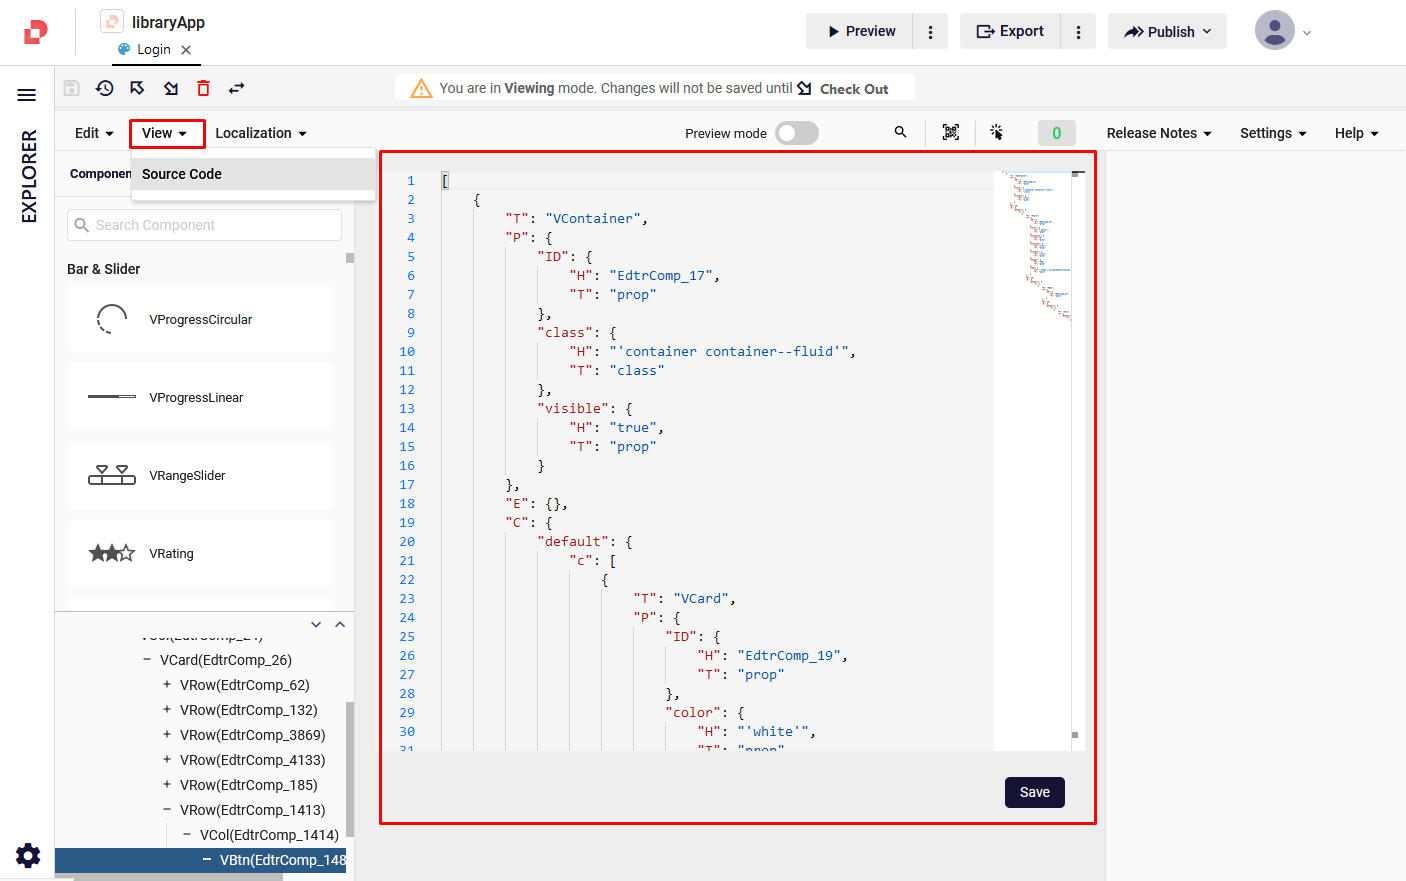 libraryApp
Login
Preview
Export
Publish
You are in Viewing mode. Changes will not be saved until Check Out
Edit
View
Localization
Preview mode
0
Release Notes
Settings
Help
EXPLORER
Componen
Source Code
Search Component
Bar & Slider
VProgressCircular
VProgressLinear
VRangeSlider
VRating
VCol(EdtrComp_24)
VCard(EdtrComp_26)
VRow(EdtrComp_62)
VRow(EdtrComp_132)
VRow(EdtrComp_3869)
VRow(EdtrComp_4133)
VRow(EdtrComp_185)
VRow(EdtrComp_1413)
VCol(EdtrComp_1414)
VBtn(EdtrComp_148
1 [
2 {
3 "T": "VContainer",
4 "P": {
5 "ID": {
6 "H": "EdtrComp_17",
7 "T": "prop"
8 },
9 "class": {
10 "H": "'container container--fluid'",
11 "T": "class"
12 },
13 "visible": {
14 "H": "true",
15 "T": "prop"
16 }
17 },
18 "E": {},
19 "C": {
20 "default": {
21 "c": [
22 {
23 "T": "VCard",
24 "P": {
25 "ID": {
26 "H": "EdtrComp_19",
27 "T": "prop"
28 },
29 "color": {
30 "H": "'white'",
31 "T": "prop"
Save